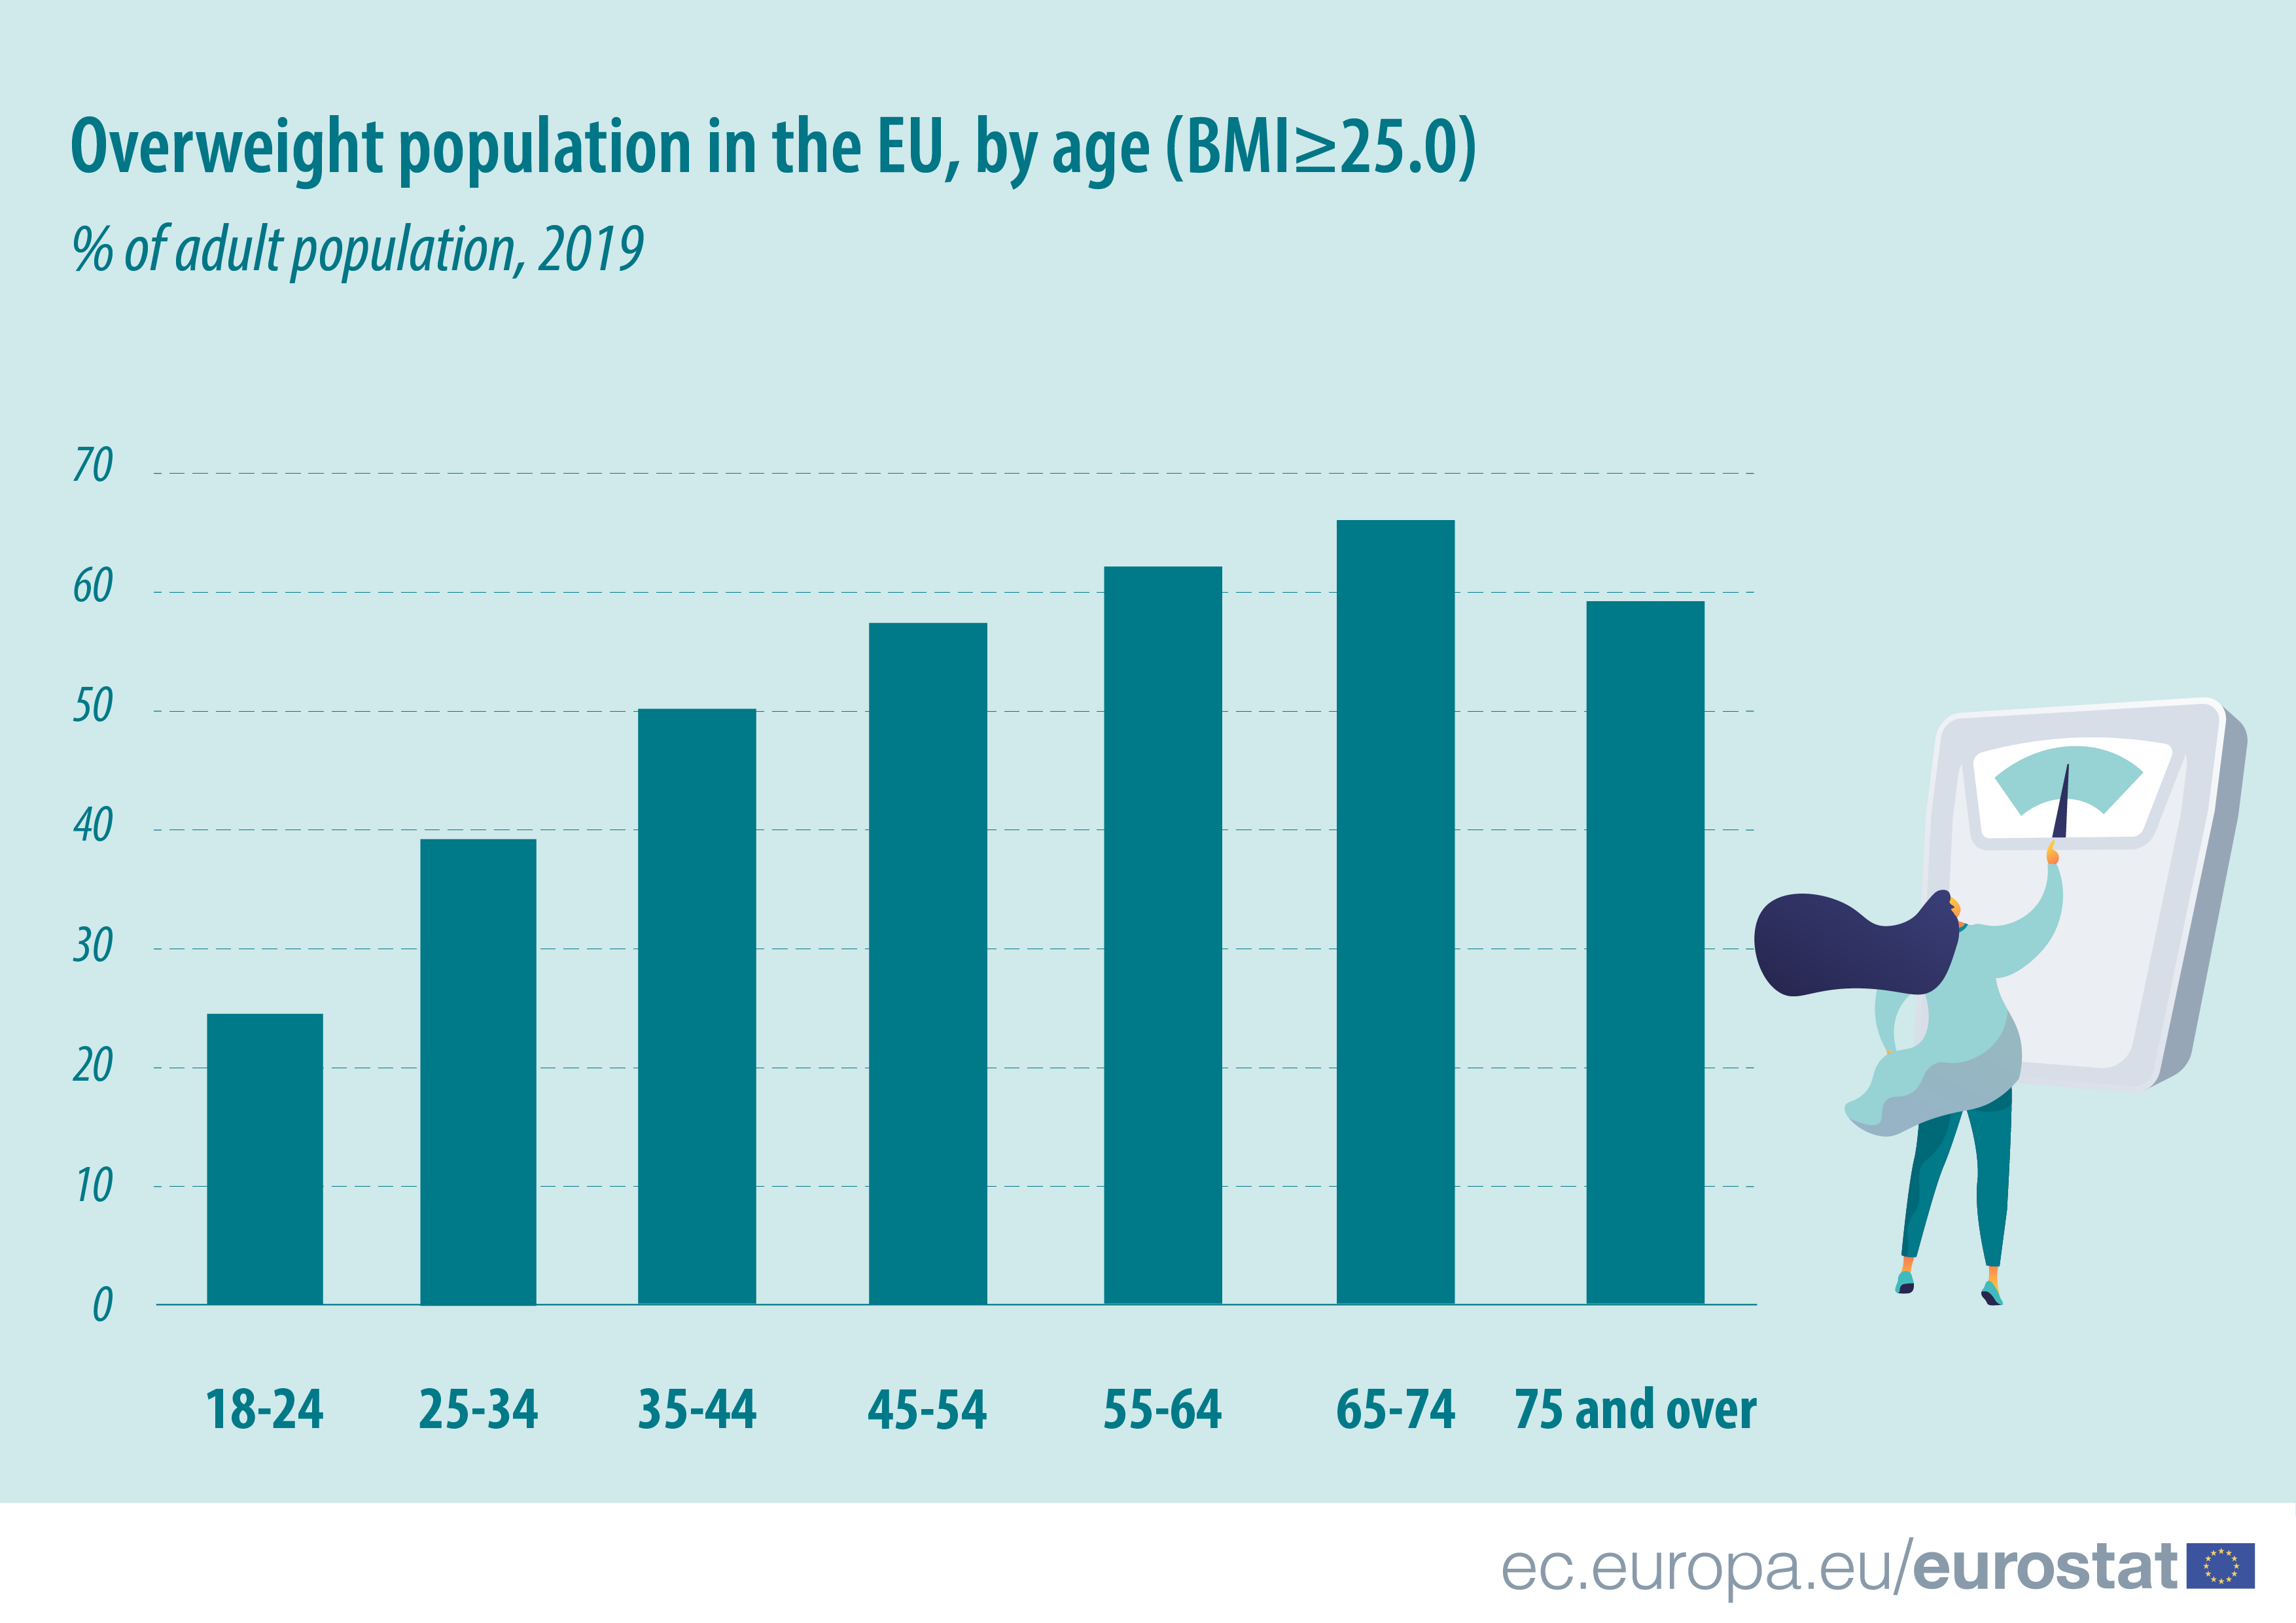 Overweight population in the EU, by age (BMI≥25.0)
% of adult population, 2019
70
60
50
40
30
20
10
0
18-24 25-34 35-44 45-54 55-64 65-74 75 and over
ec.europa.eu/eurostat